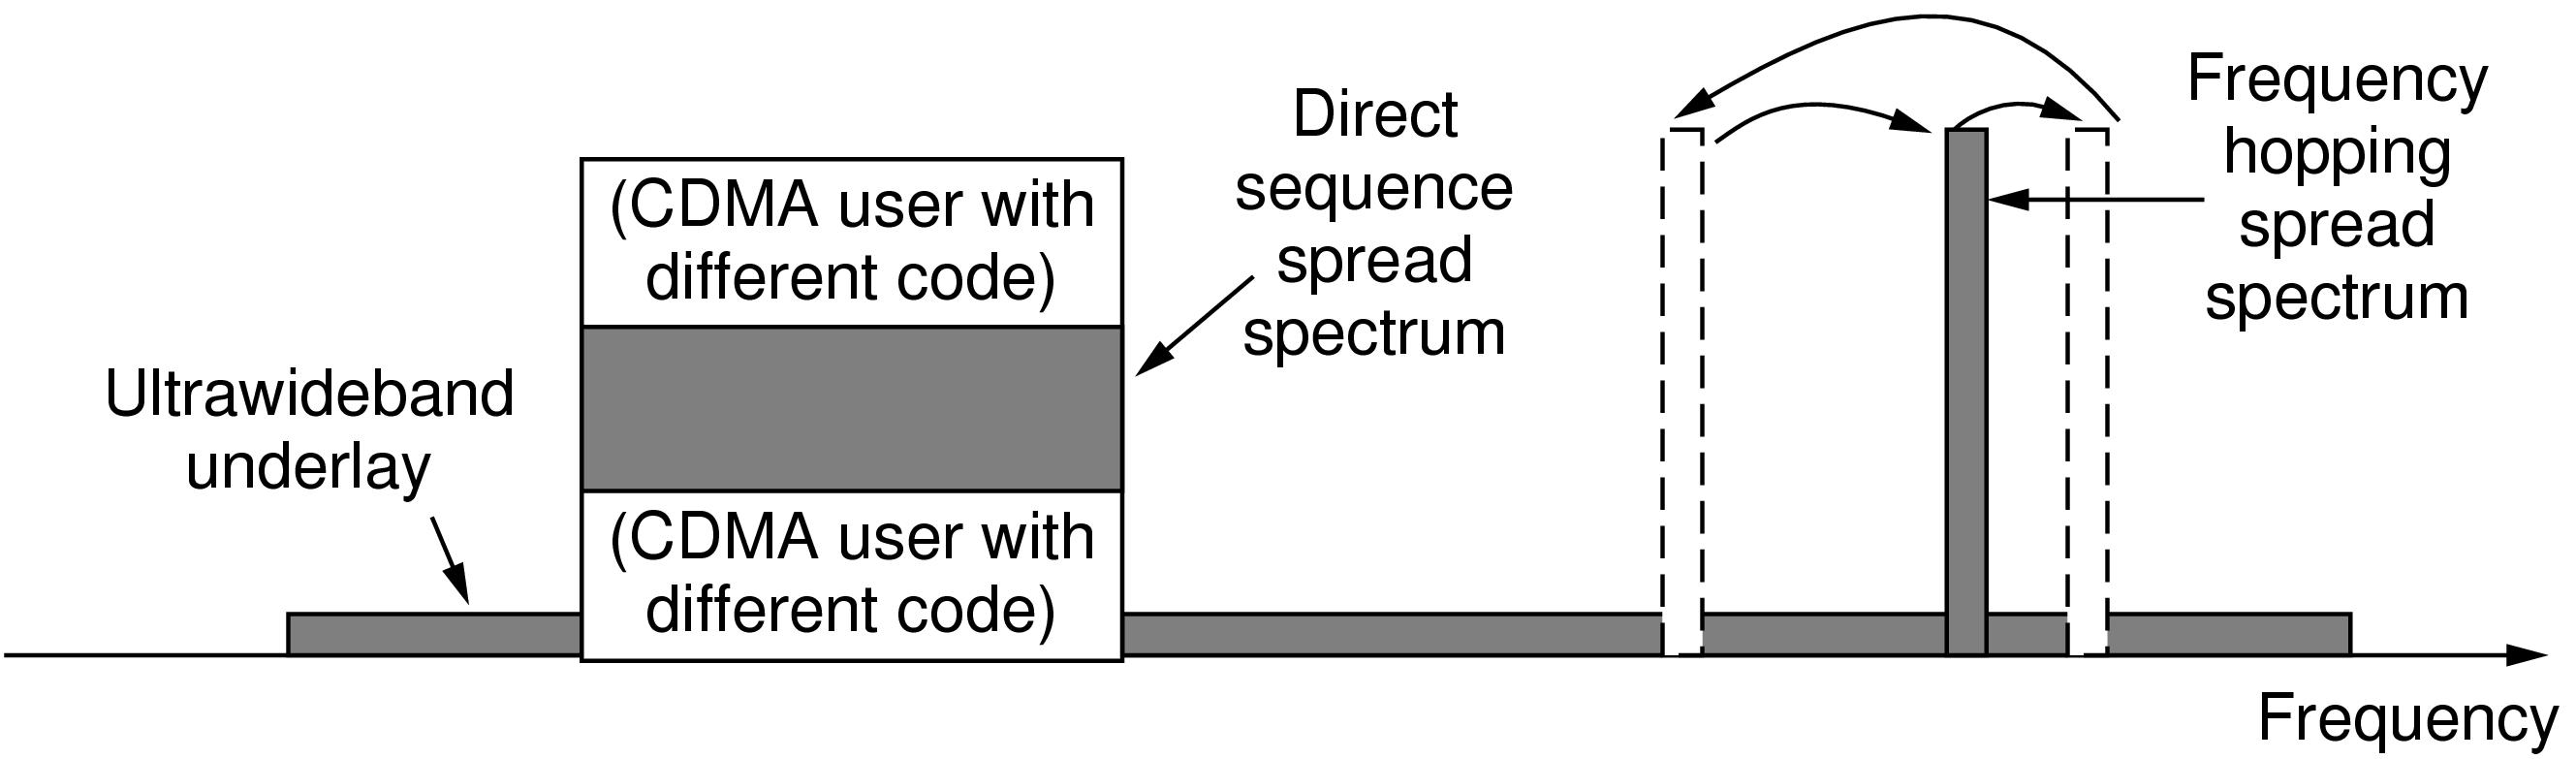 Ultrawideband
underlay
(CDMA user with
different code)
(CDMA user with
different code)
Direct
sequence
spread
spectrum
Frequency
hopping
spread
spectrum
Frequency